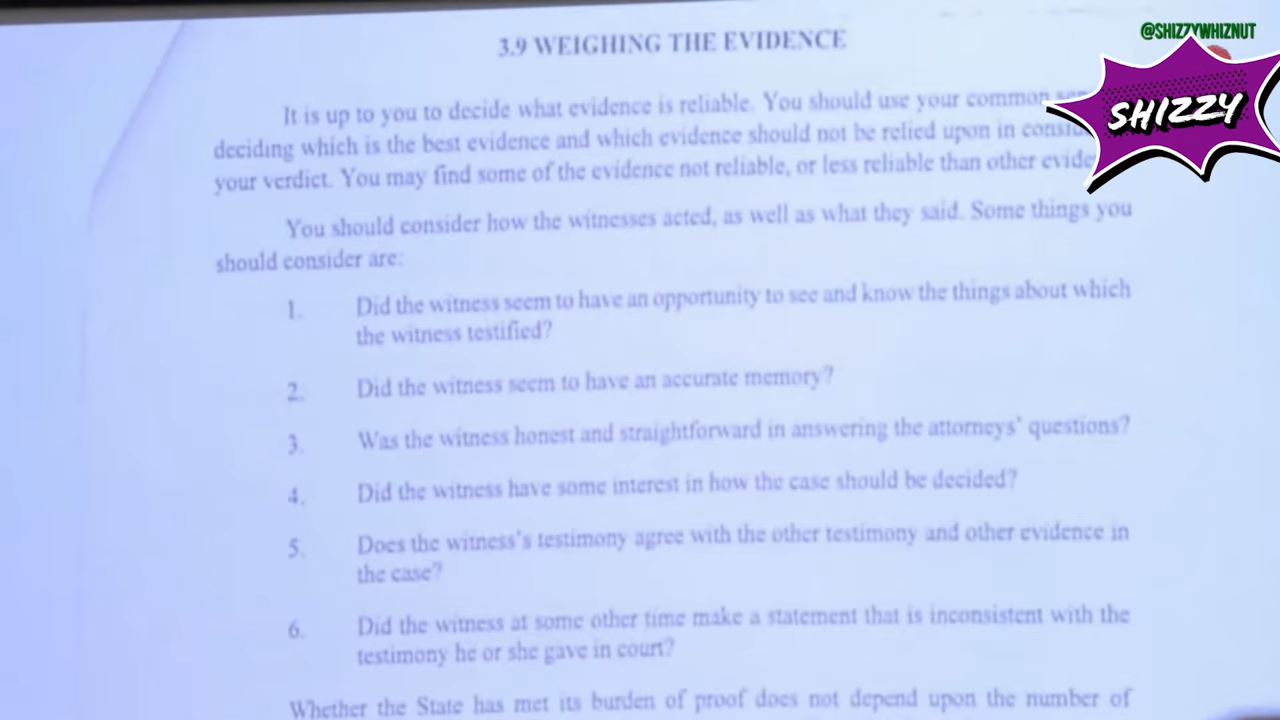 @SHIZZYWHIZNUT
SHIZZY
3.9 WEIGHING THE EVIDENCE
It is up to you to decide what evidence is reliable. You should use your common
deciding which is the best evidence and which evidence should not be relied upon in
your verdict. You may find some of the evidence not reliable, or less reliable than other
You should consider how the witnesses acted, as well as what they said. Some things you
should consider are:
1. Did the witness seem to have an opportunity to see and know the things about which
the witness testified?
2. Did the witness seem to have an accurate memory?
3. Was the witness honest and straightforward in answering the attorneys' questions?
4. Did the witness have some interest in how the case should be decided?
5. Does the witness's testimony agree with the other testimony and other evidence in
the case?
6. Did the witness at some other time make a statement that is inconsistent with the
testimony he or she gave in court?
Whether the State has met its burden of proof does not depend upon the number of